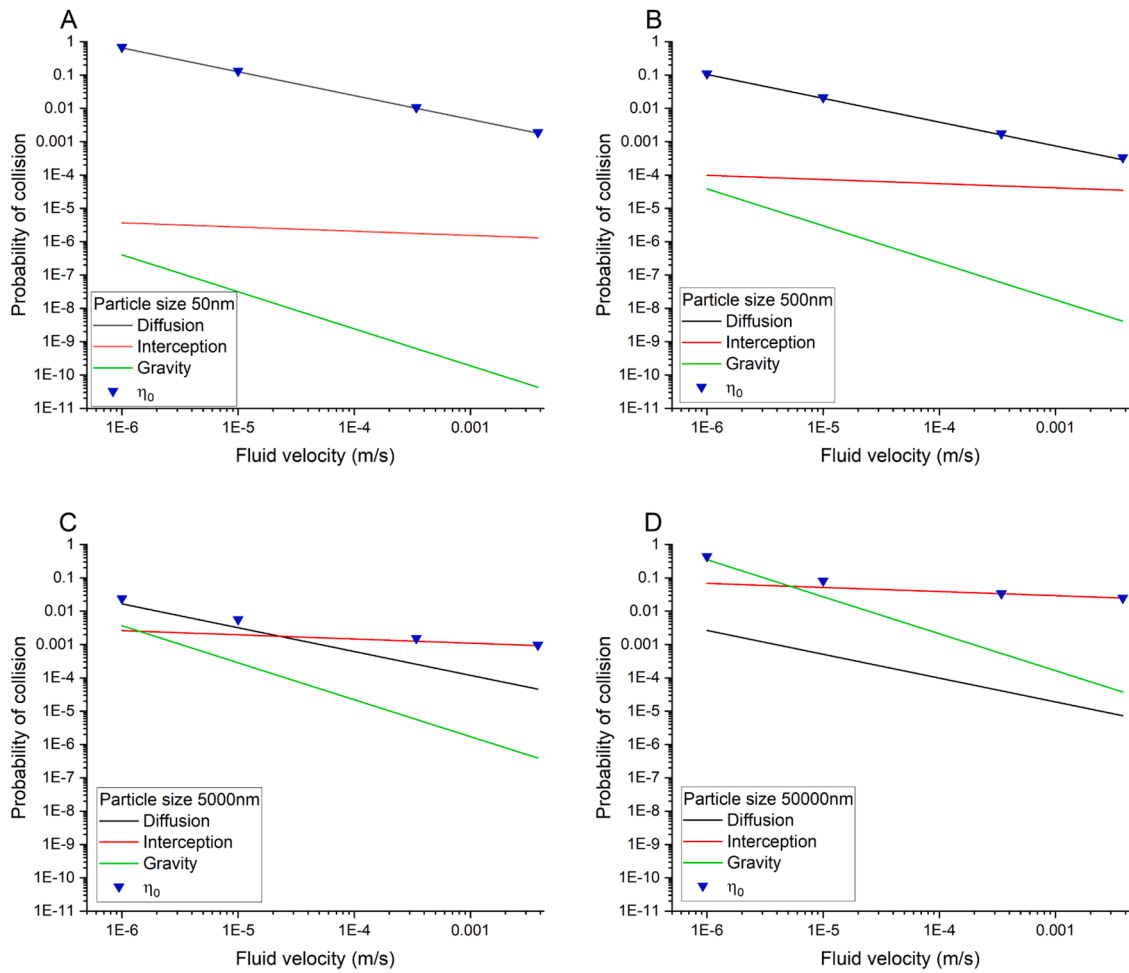 A
Probability of collision
1
0.1
0.01
0.001
1E-4
1E-5
1E-6
1E-7
1E-8
1E-9
1E-10
1E-11
Particle size 50nm
Diffusion
Interception
Gravity
η0
1E-6 1E-5 1E-4 0.001
Fluid velocity (m/s)
B
Probability of collision
1
0.1
0.01
0.001
1E-4
1E-5
1E-6
1E-7
1E-8
1E-9
1E-10
1E-11
Particle size 500nm
Diffusion
Interception
Gravity
η0
1E-6 1E-5 1E-4 0.001
Fluid velocity (m/s)
C
Probability of collision
1
0.1
0.01
0.001
1E-4
1E-5
1E-6
1E-7
1E-8
1E-9
1E-10
1E-11
Particle size 5000nm
Diffusion
Interception
Gravity
η0
1E-6 1E-5 1E-4 0.001
Fluid velocity (m/s)
D
Probability of collision
1
0.1
0.01
0.001
1E-4
1E-5
1E-6
1E-7
1E-8
1E-9
1E-10
1E-11
Particle size 50000nm
Diffusion
Interception
Gravity
η0
1E-6 1E-5 1E-4 0.001
Fluid velocity (m/s)